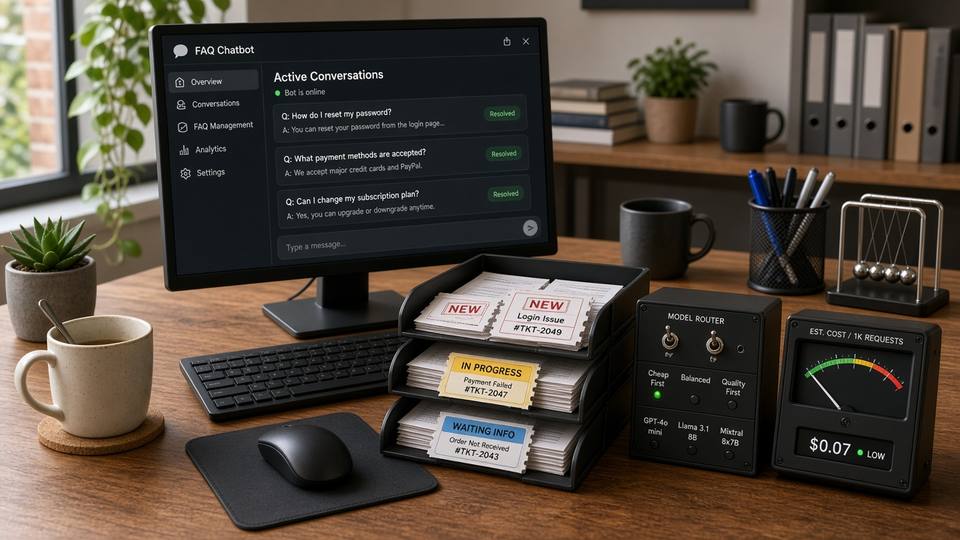 FAQ Chatbot
Overview
Conversations
FAQ Management
Analytics
Settings
Active Conversations
Bot is online
Q: How do I reset my password?
A: You can reset your password from the login page...
Resolved
Q: What payment methods are accepted?
A: We accept major credit cards and PayPal.
Resolved
Q: Can I change my subscription plan?
A: Yes, you can upgrade or downgrade anytime.
Resolved
Type a message...
NEW
NEW
Login Issue
#TKT-2049
IN PROGRESS
Payment Failed
#TKT-2047
WAITING INFO
Order Not Received
#TKT-2043
MODEL ROUTER
Cheap First
Balanced
Quality First
GPT-4o mini
Llama 3.1 8B
Mixtral 8x7B
EST. COST / 1K REQUESTS
$0.07
LOW